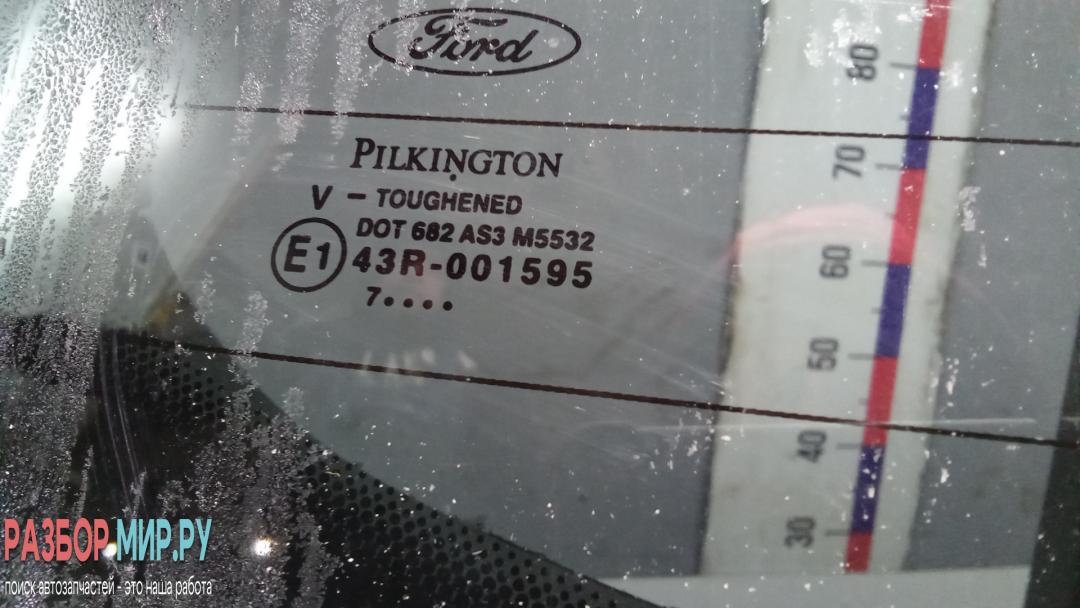 Ford
PILKINGTON
V - TOUGHENED
DOT 682 AS3 M5532
E1 43R-001595
7••••
80
70
60
50
40
30
РАЗБОР.МИР.РУ
поиск автозапчастей - это наша работа